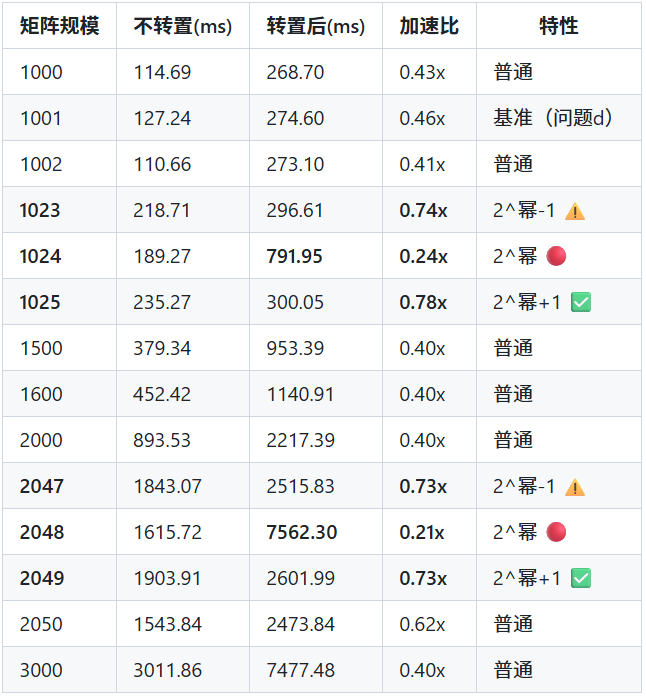 矩阵规模 不转置(ms) 转置后(ms) 加速比 特性
1000 114.69 268.70 0.43x 普通
1001 127.24 274.60 0.46x 基准（问题d）
1002 110.66 273.10 0.41x 普通
1023 218.71 296.61 0.74x 2^幂-1 ⚠️
1024 189.27 791.95 0.24x 2^幂 🔴
1025 235.27 300.05 0.78x 2^幂+1 ✅
1500 379.34 953.39 0.40x 普通
1600 452.42 1140.91 0.40x 普通
2000 893.53 2217.39 0.40x 普通
2047 1843.07 2515.83 0.73x 2^幂-1 ⚠️
2048 1615.72 7562.30 0.21x 2^幂 🔴
2049 1903.91 2601.99 0.73x 2^幂+1 ✅
2050 1543.84 2473.84 0.62x 普通
3000 3011.86 7477.48 0.40x 普通